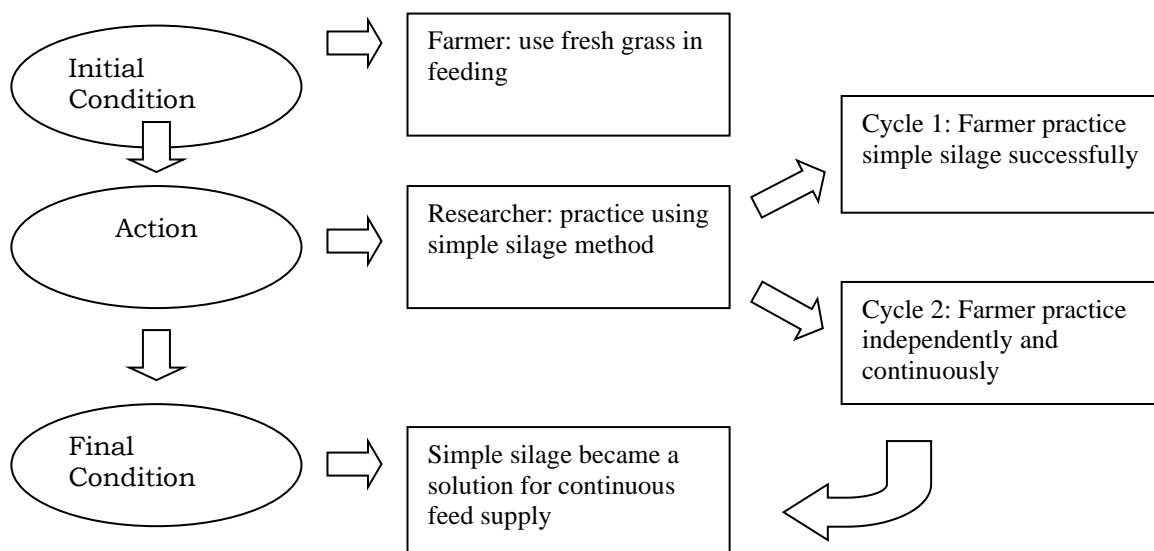 Initial
Condition
Farmer: use fresh grass in
feeding
Action
Researcher: practice using
simple silage method
Cycle 1: Farmer practice
simple silage successfully
Cycle 2: Farmer practice
independently and
continuously
Final
Condition
Simple silage became a
solution for continuous
feed supply